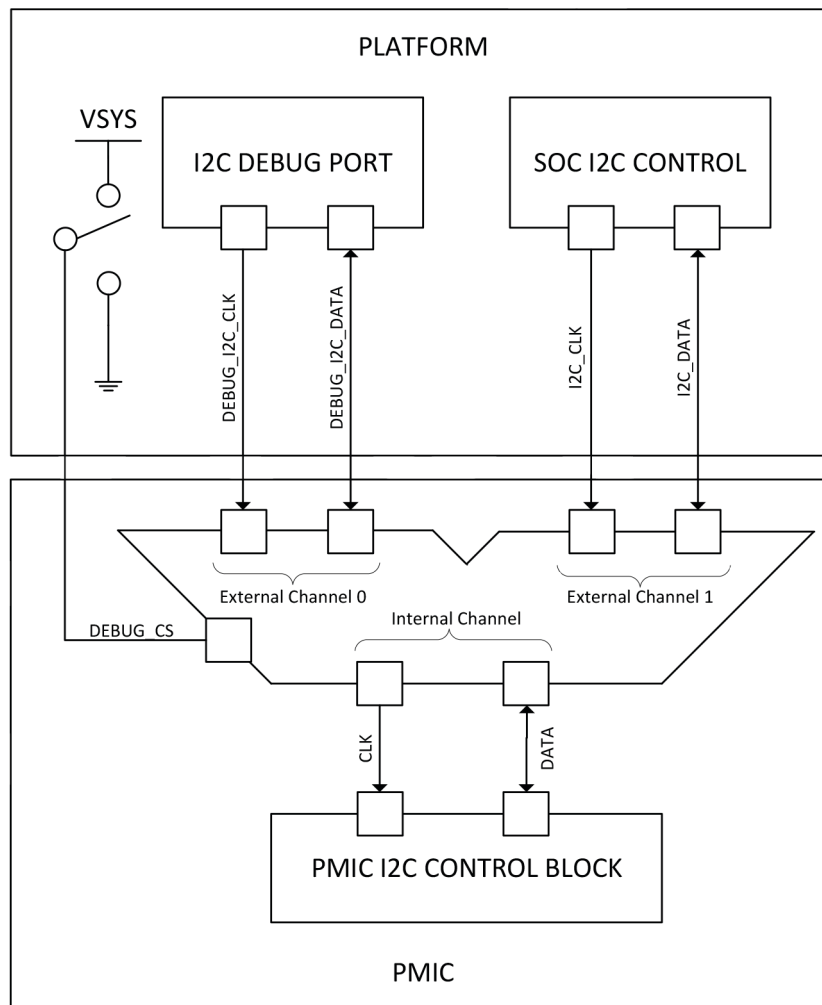 PLATFORM
VSYS
I2C DEBUG PORT
SOC I2C CONTROL
DEBUG_I2C_CLK
DEBUG_I2C_DATA
I2C_CLK
I2C_DATA
External Channel 0
External Channel 1
Internal Channel
DEBUG_CS
CLK
DATA
PMIC I2C CONTROL BLOCK
PMIC